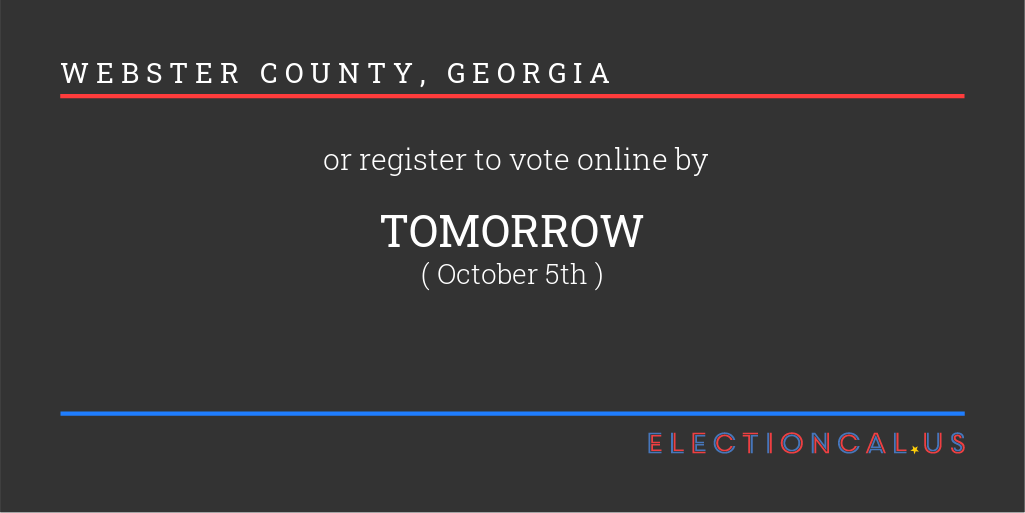 WEBSTER COUNTY, GEORGIA
or register to vote online by
TOMORROW
( October 5th )
ELECTIONCAL.US